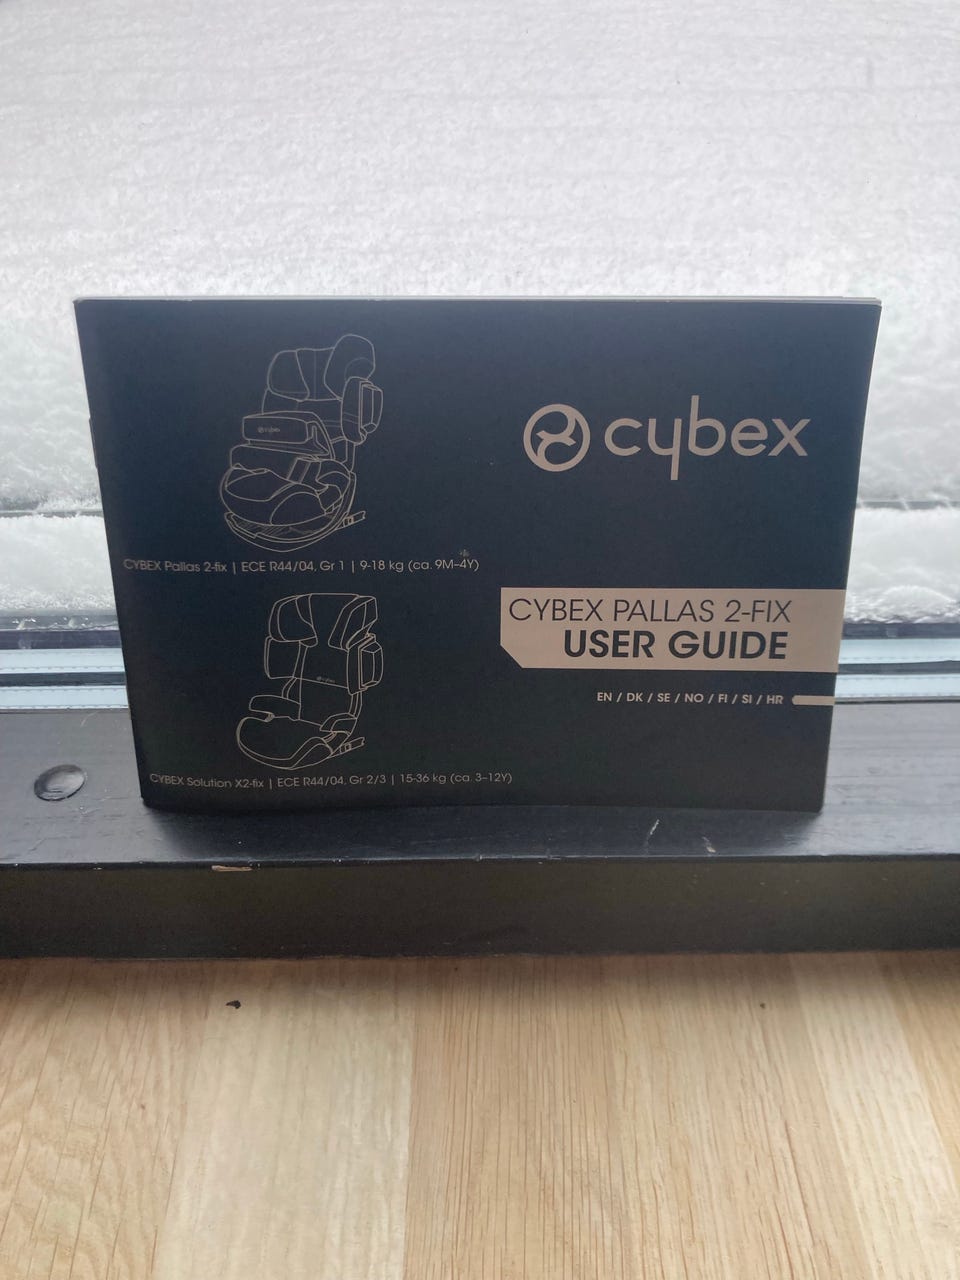 cybex
CYBEX Pallas 2-fix | ECE R44/04, Gr 1 | 9-18 kg (ca. 9M-4Y)
cybex
CYBEX Solution X2-fix | ECE R44/04, Gr 2/3 | 15-36 kg (ca. 3-12Y)
cybex
CYBEX PALLAS 2-FIX
USER GUIDE
EN / DK / SE / NO / FI / SI / HR